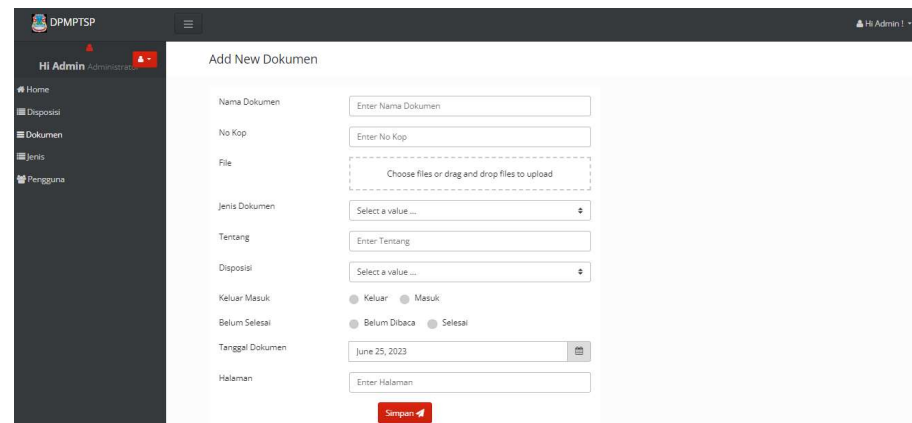 DPMPTSP
Hi Admin !
Hi Admin Administrator
Add New Dokumen
Home
Disposisi
Dokumen
Jenis
Pengguna
Nama Dokumen
Enter Nama Dokumen
No Kop
Enter No Kop
File
Choose files or drag and drop files to upload
Jenis Dokumen
Select a value ...
Tentang
Enter Tentang
Disposisi
Select a value ...
Keluar Masuk
Keluar Masuk
Belum Selesai
Belum Dibaca Selesai
Tanggal Dokumen
June 25, 2023
Halaman
Enter Halaman
Simpan